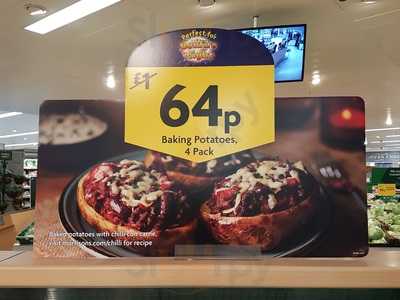 Perfect for
£1
64p
Baking Potatoes,
4 Pack
Baked potatoes with chilli con carne,
visit morrisons.com/chilli for recipe